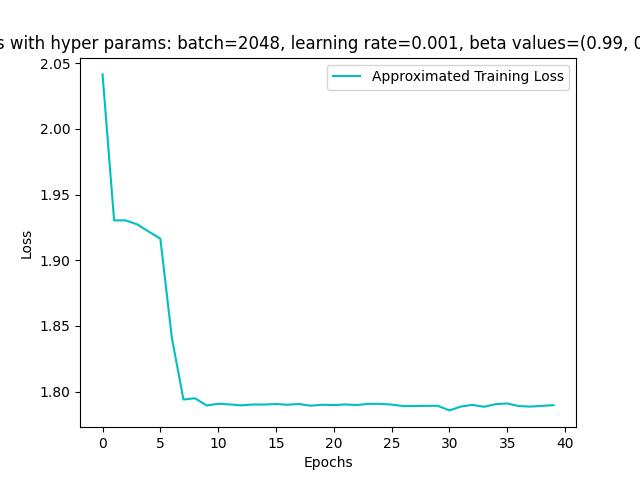 s with hyper params: batch=2048, learning rate=0.001, beta values=(0.99, 0
Approximated Training Loss
2.05
2.00
1.95
1.90
1.85
1.80
Loss
0 5 10 15 20 25 30 35 40
Epochs